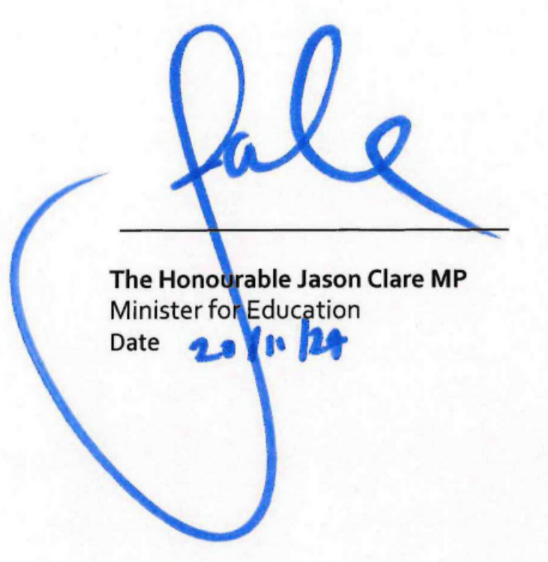 The Honourable Jason Clare MP
Minister for Education
Date 20/11/24